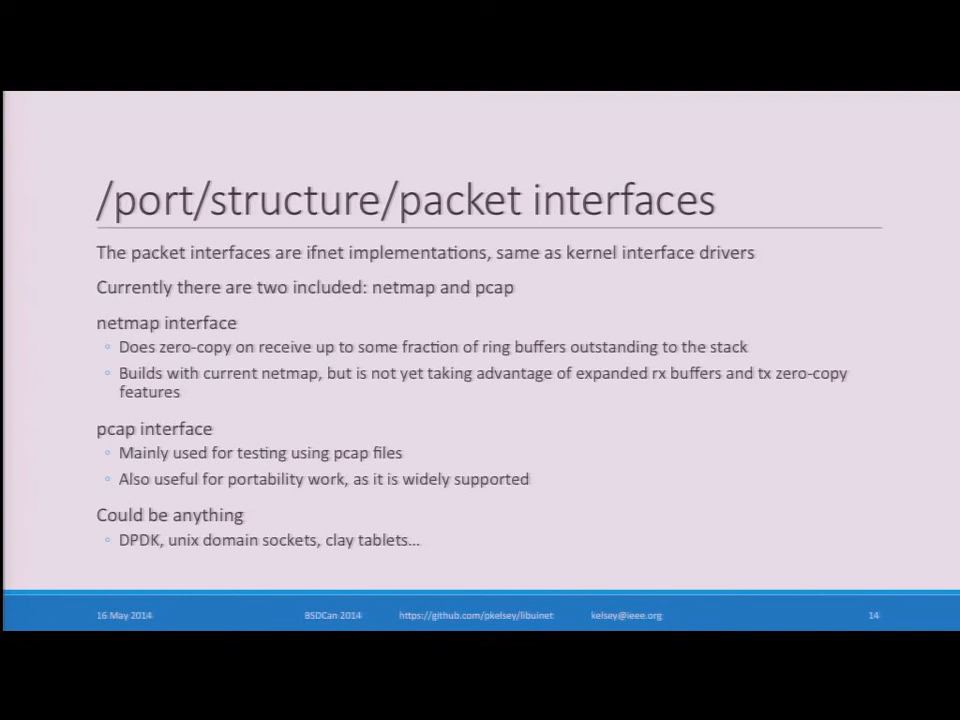 /port/structure/packet interfaces
The packet interfaces are ifnet implementations, same as kernel interface drivers
Currently there are two included: netmap and pcap
netmap interface
◦ Does zero-copy on receive up to some fraction of ring buffers outstanding to the stack
◦ Builds with current netmap, but is not yet taking advantage of expanded rx buffers and tx zero-copy
features
pcap interface
◦ Mainly used for testing using pcap files
◦ Also useful for portability work, as it is widely supported
Could be anything
◦ DPDK, unix domain sockets, clay tablets…
16 May 2014 BSDCan 2014 https://github.com/pkelsey/libuinet kelsey@ieee.org 14